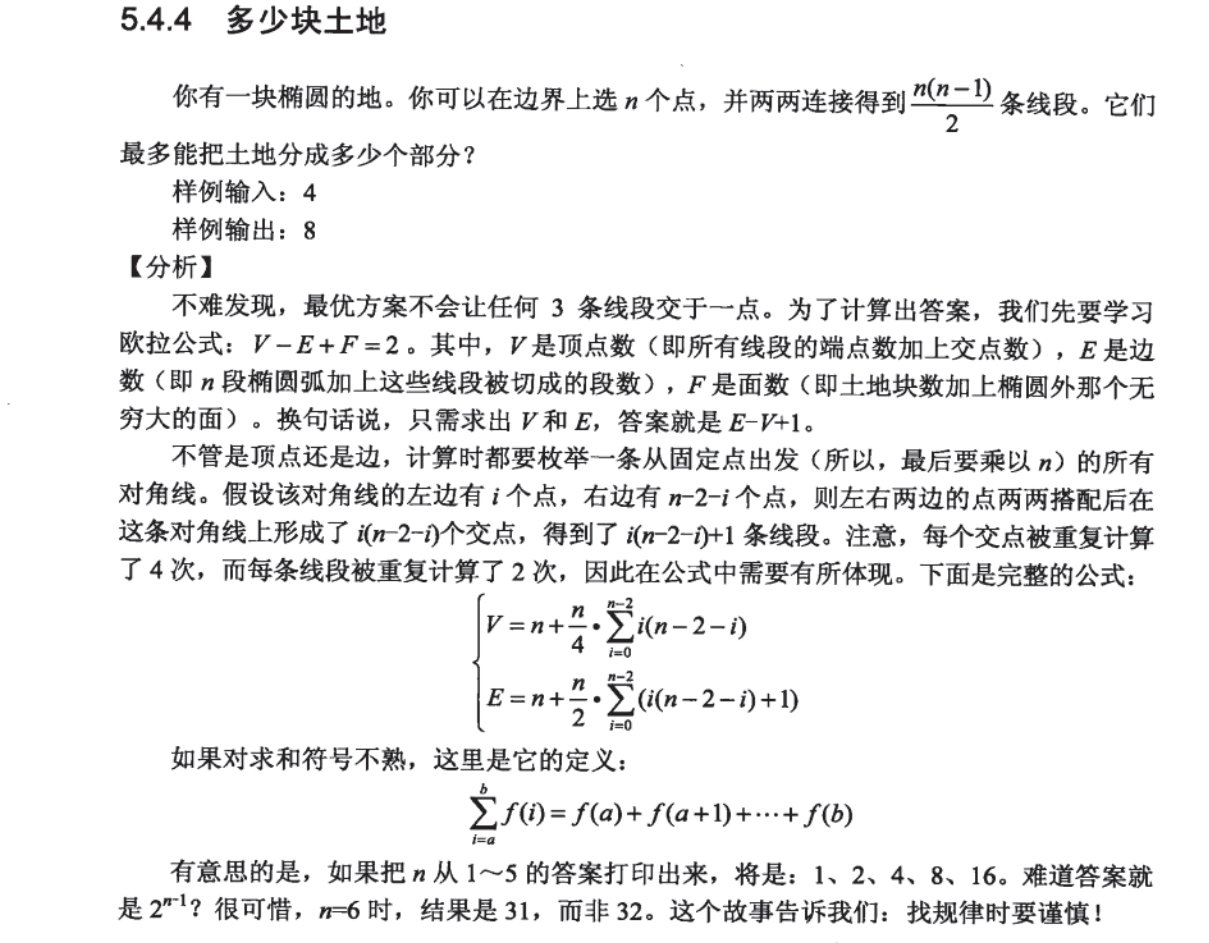 5.4.4 多少块土地
你有一块椭圆的地。你可以在边界上选 n 个点，并两两连接得到 n(n−1)/2 条线段。它们
最多能把土地分成多少个部分？
样例输入：4
样例输出：8
【分析】
不难发现，最优方案不会让任何 3 条线段交于一点。为了计算出答案，我们先要学习
欧拉公式：V−E+F=2。其中，V 是顶点数（即所有线段的端点数加上交点数），E 是边
数（即 n 段椭圆弧加上这些线段被切成的段数），F 是面数（即土地块数加上椭圆外那个无
穷大的面）。换句话说，只需求出 V 和 E，答案就是 E−V+1。
不管是顶点还是边，计算时都要枚举一条从固定点出发（所以，最后要乘以 n）的所有
对角线。假设该对角线的左边有 i 个点，右边有 n−2−i 个点，则左右两边的点两两搭配后在
这条对角线上形成了 i(n−2−i)个交点，得到了 i(n−2−i)+1 条线段。注意，每个交点被重复计算
了 4 次，而每条线段被重复计算了 2 次，因此在公式中需要有所体现。下面是完整的公式：
V = n + n/4 • ∑_{i=0}^{n−2} i(n−2−i)
E = n + n/2 • ∑_{i=0}^{n−2} (i(n−2−i)+1)
如果对求和符号不熟，这里是它的定义：
∑_{i=a}^{b} f(i) = f(a) + f(a+1) + ⋯ + f(b)
有意思的是，如果把 n 从 1～5 的答案打印出来，将是：1、2、4、8、16。难道答案就
是 2ⁿ⁻¹？很可惜，n=6 时，结果是 31，而非 32。这个故事告诉我们：找规律时要谨慎！